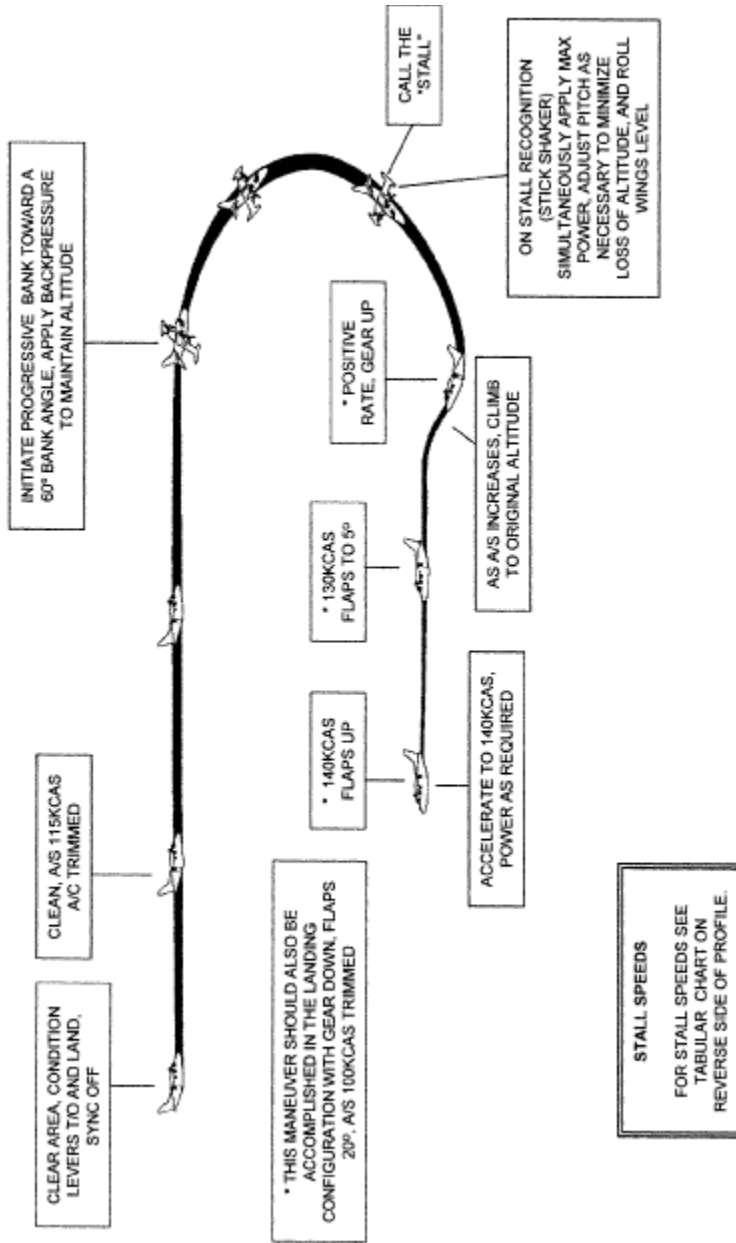 CLEAR AREA, CONDITION
LEVERS T/O AND LAND,
SYNC OFF
CLEAN, A/S 115KCAS
A/C TRIMMED
INITIATE PROGRESSIVE BANK TOWARD A
60º BANK ANGLE, APPLY BACKPRESSURE
TO MAINTAIN ALTITUDE
CALL THE
"STALL"
ON STALL RECOGNITION
(STICK SHAKER)
SIMULTANEOUSLY APPLY MAX
POWER, ADJUST PITCH AS
NECESSARY TO MINIMIZE
LOSS OF ALTITUDE, AND ROLL
WINGS LEVEL
* POSITIVE
RATE, GEAR UP
AS A/S INCREASES, CLIMB
TO ORIGINAL ALTITUDE
* 130KCAS
FLAPS TO 5º
* 140KCAS
FLAPS UP
ACCELERATE TO 140KCAS,
POWER AS REQUIRED
* THIS MANEUVER SHOULD ALSO BE
ACCOMPLISHED IN THE LANDING
CONFIGURATION WITH GEAR DOWN, FLAPS
20º, A/S 100KCAS TRIMMED
STALL SPEEDS
FOR STALL SPEEDS SEE
TABULAR CHART ON
REVERSE SIDE OF PROFILE.